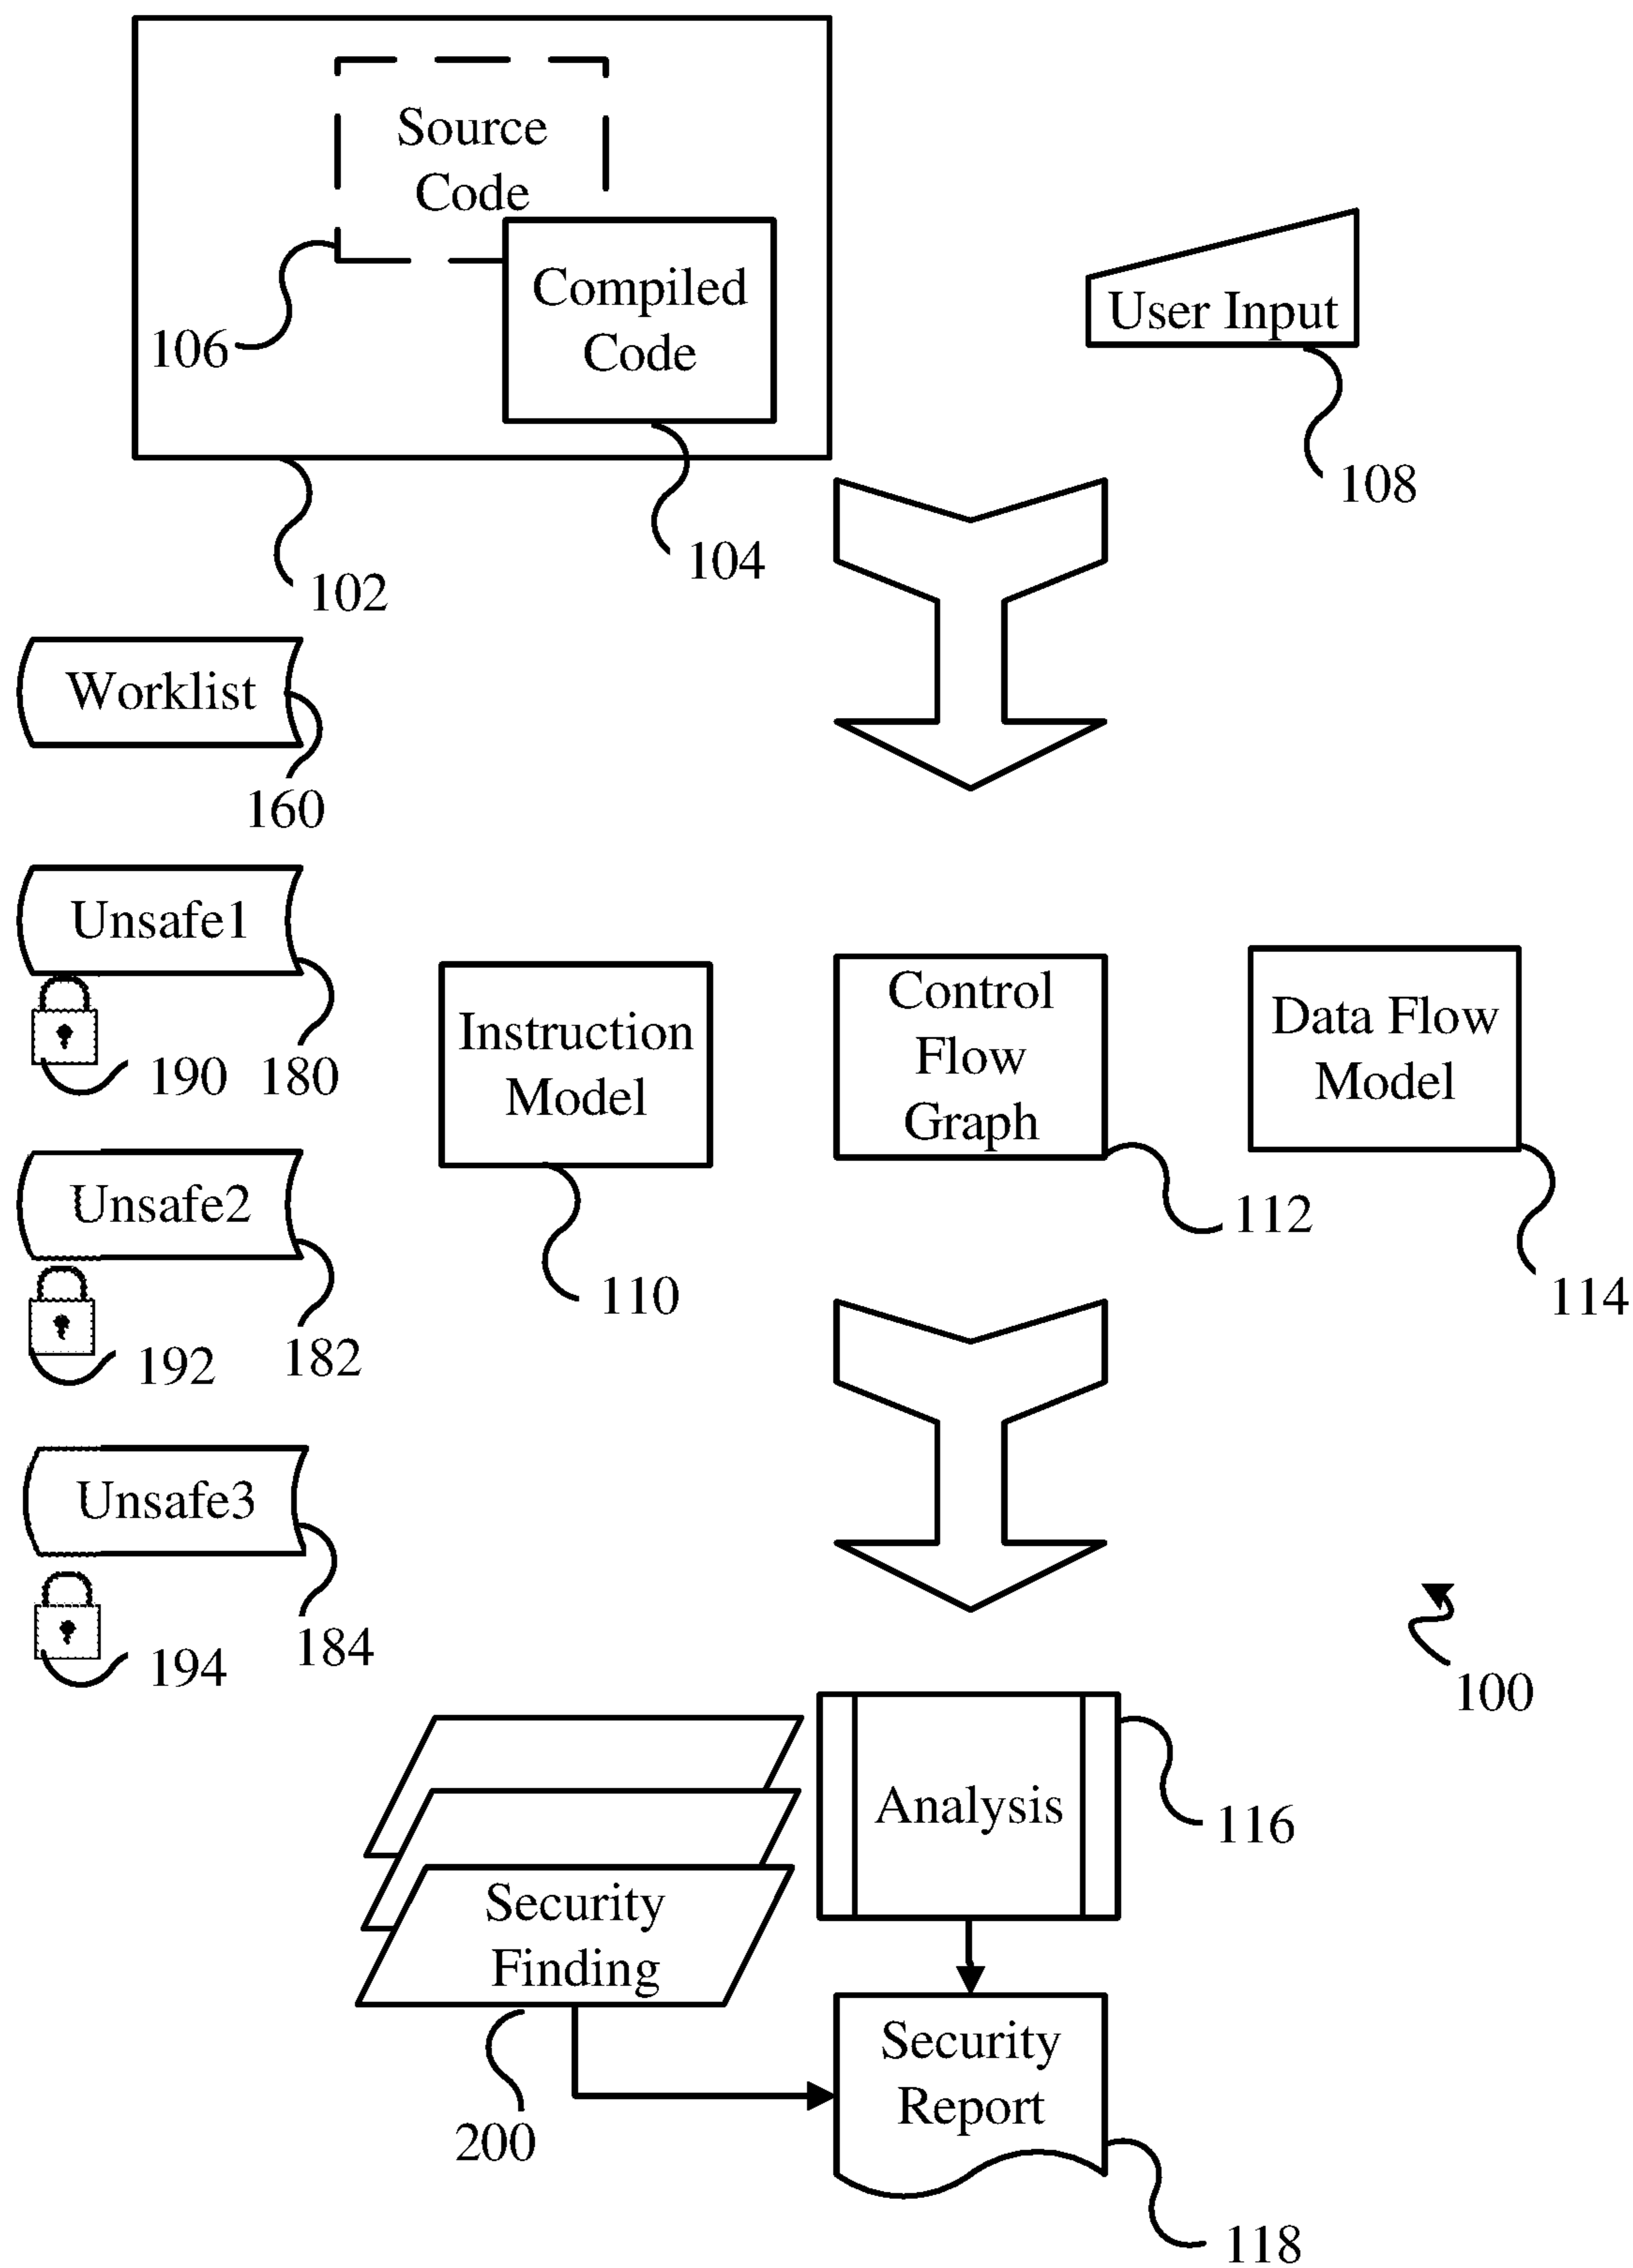 Source
Code
Compiled
Code
106
User Input
108
104
102
Worklist
160
Unsafe1
190
180
Instruction
Model
110
Control
Flow
Graph
112
Data Flow
Model
114
Unsafe2
192
182
Unsafe3
194
184
100
Analysis
116
Security
Finding
200
Security
Report
118